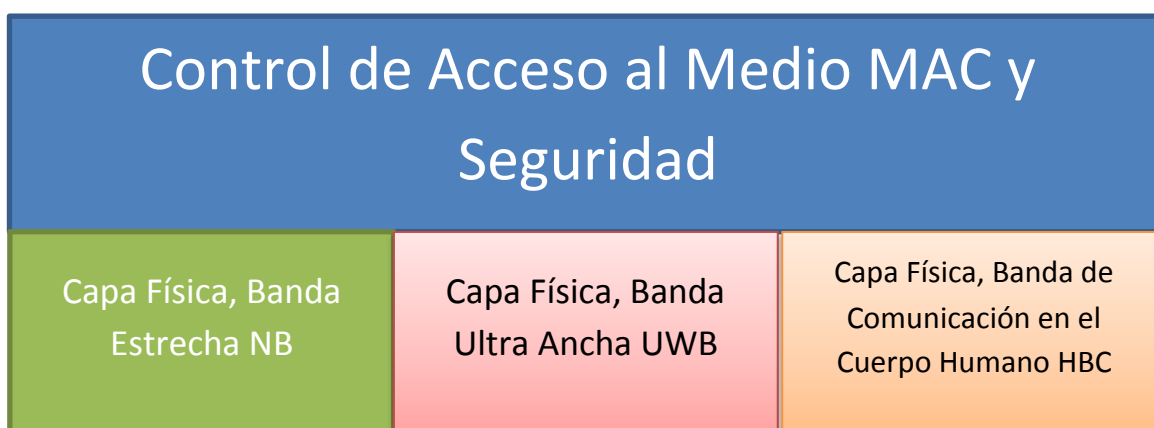 Control de Acceso al Medio MAC y
Seguridad
Capa Física, Banda
Estrecha NB
Capa Física, Banda
Ultra Ancha UWB
Capa Física, Banda de
Comunicación en el
Cuerpo Humano HBC